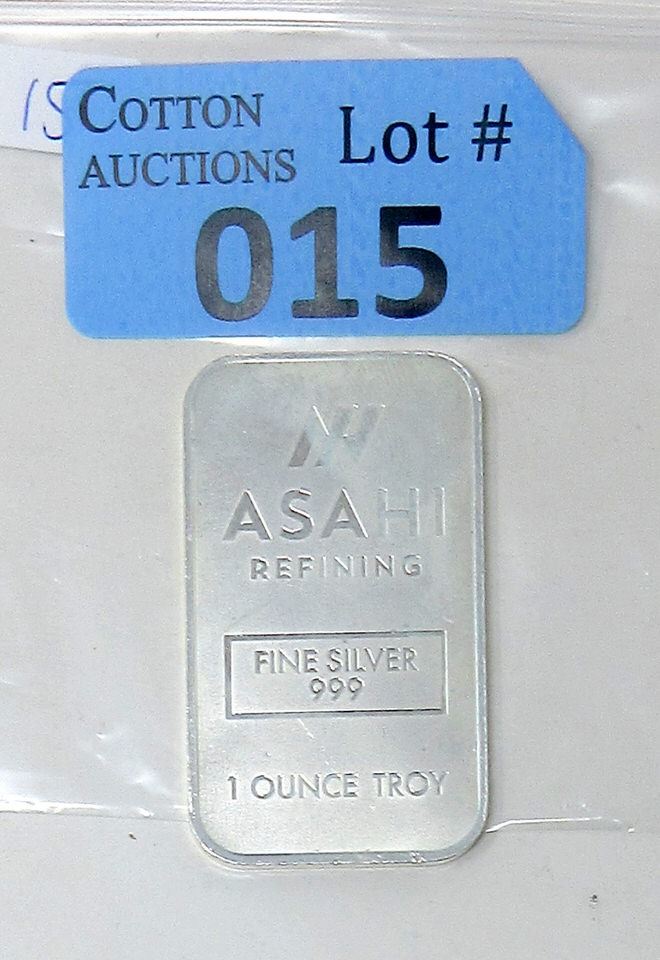 COTTON
AUCTIONS
Lot #
015
ASAHI
REFINING
FINE SILVER
999
1 OUNCE TROY